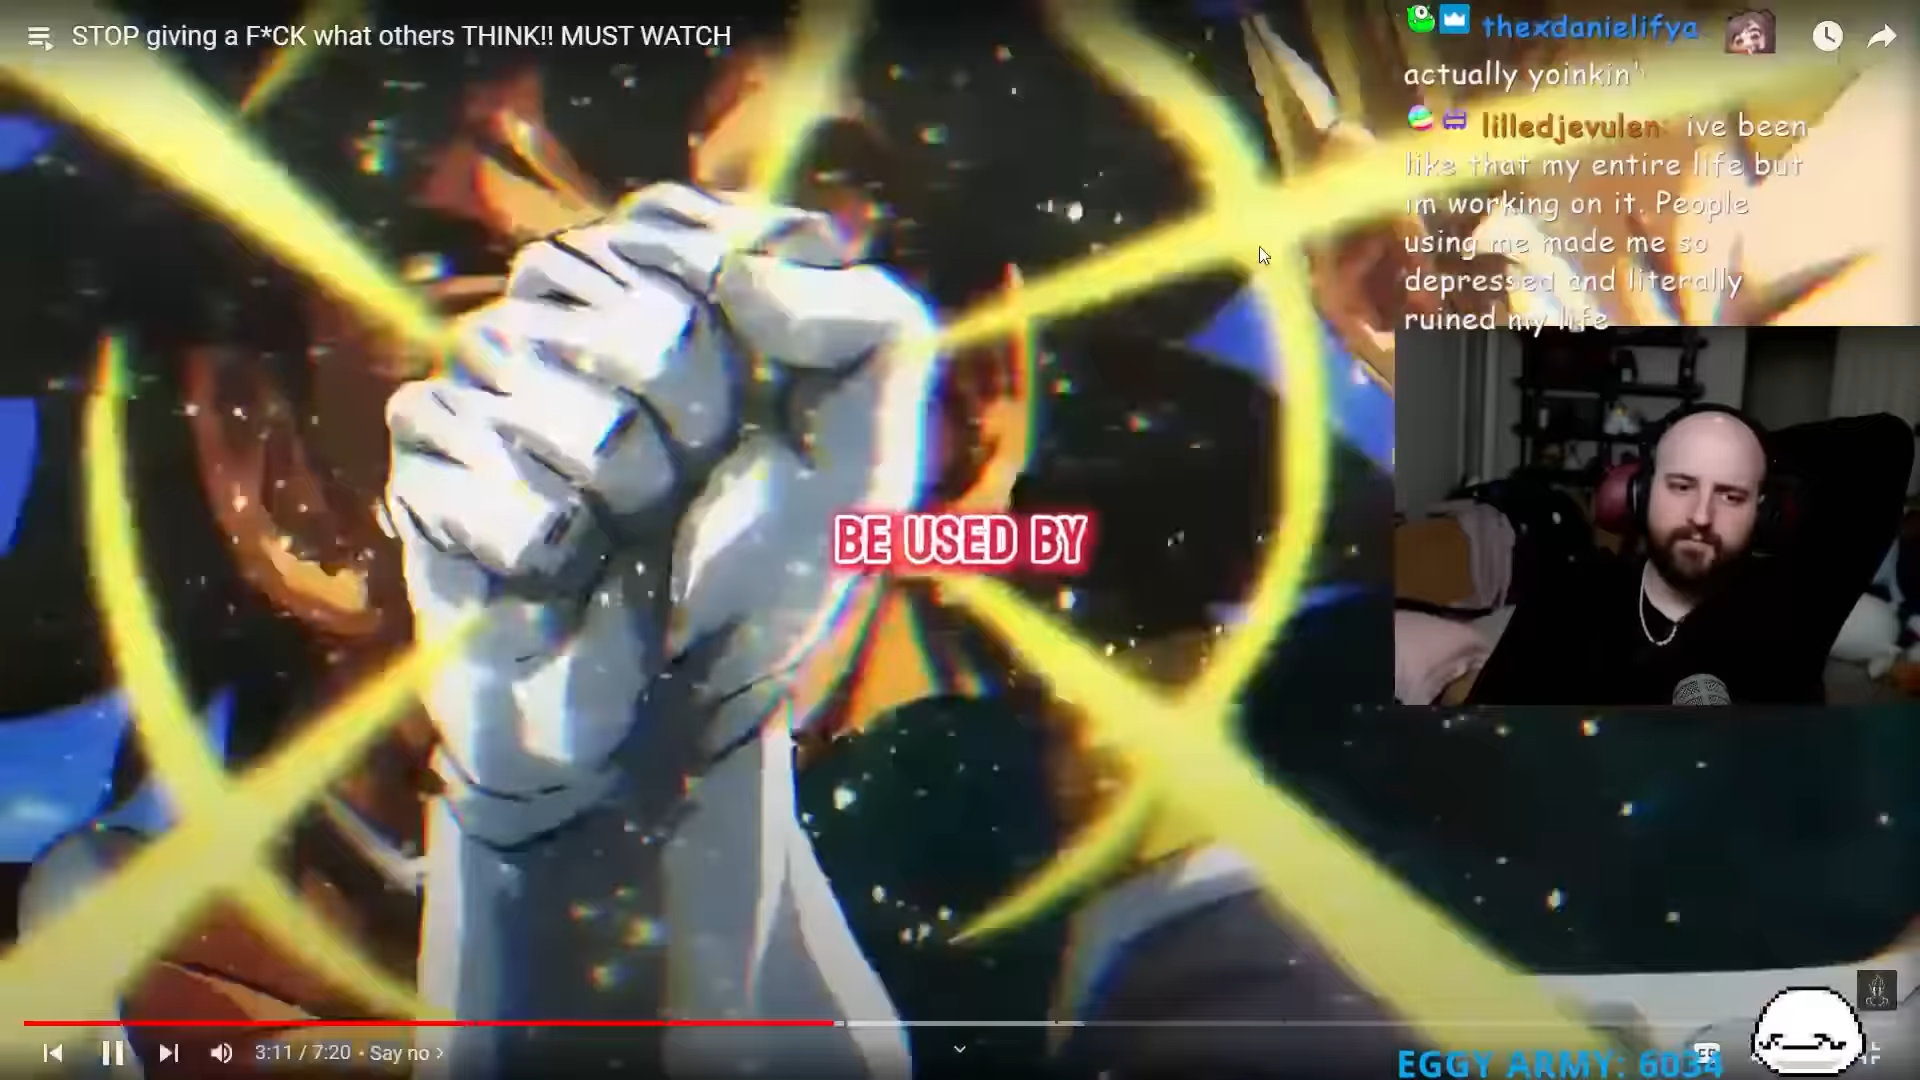 STOP giving a F*CK what others THINK!! MUST WATCH
thexdanielifya
actually yoinkin'
lilledjevulen: ive been
like that my entire life but
im working on it. People
using me made me so
depressed and literally
ruined my life
BE USED BY
3:11 / 7:20 • Say no >
EGGY ARMY: 6034